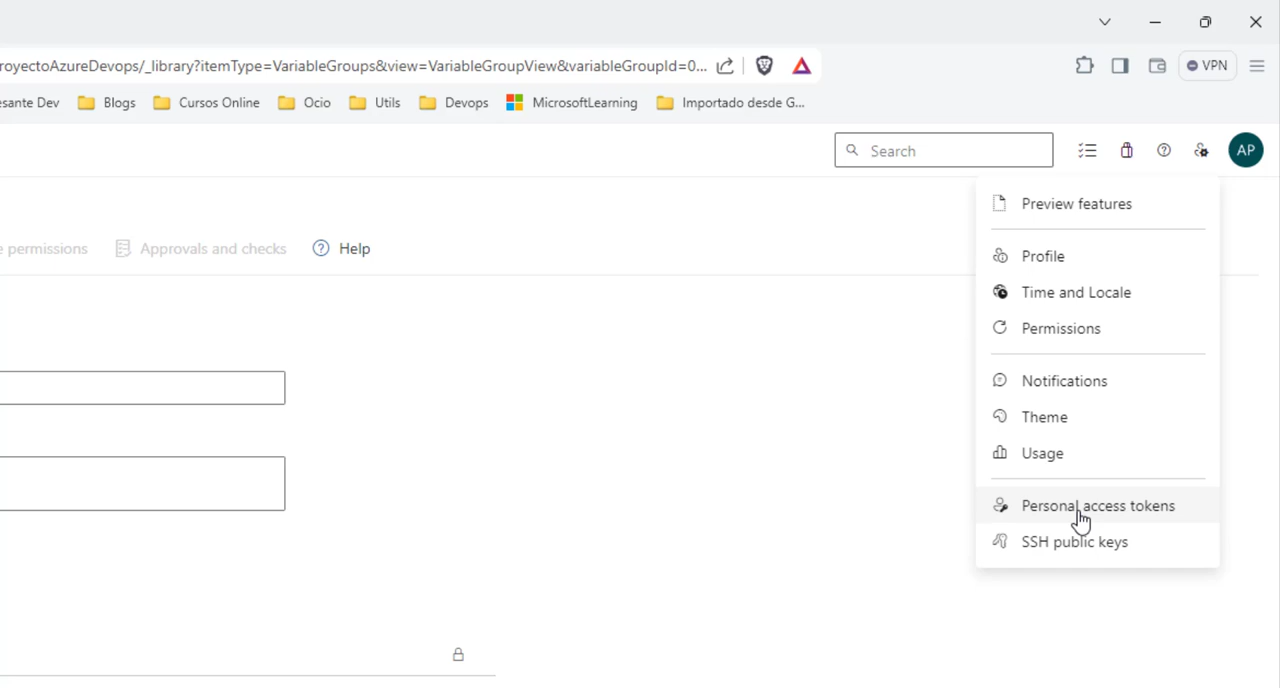 royectoAzureDevops/_library?itemType=VariableGroups&view=VariableGroupView&variableGroupId=0...
VPN
esante Dev
Blogs
Cursos Online
Ocio
Utils
Devops
MicrosoftLearning
Importado desde G...
Search
AP
Preview features
e permissions
Approvals and checks
Help
Profile
Time and Locale
Permissions
Notifications
Theme
Usage
Personal access tokens
SSH public keys